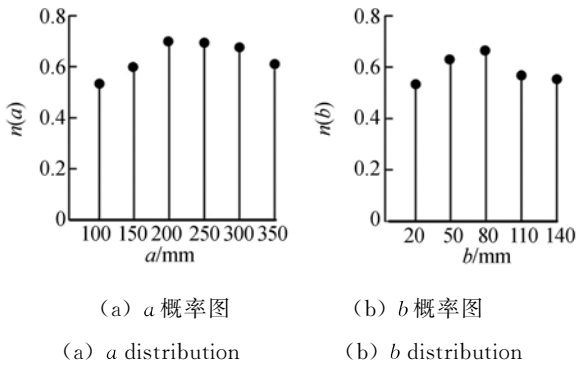 0.8
0.6
0.4
0.2
0
n(a)
100 150 200 250 300 350
a/mm
0.8
0.6
0.4
0.2
0
n(b)
20 50 80 110 140
b/mm
(a) a 概率图
(b) b 概率图
(a) a distribution
(b) b distribution